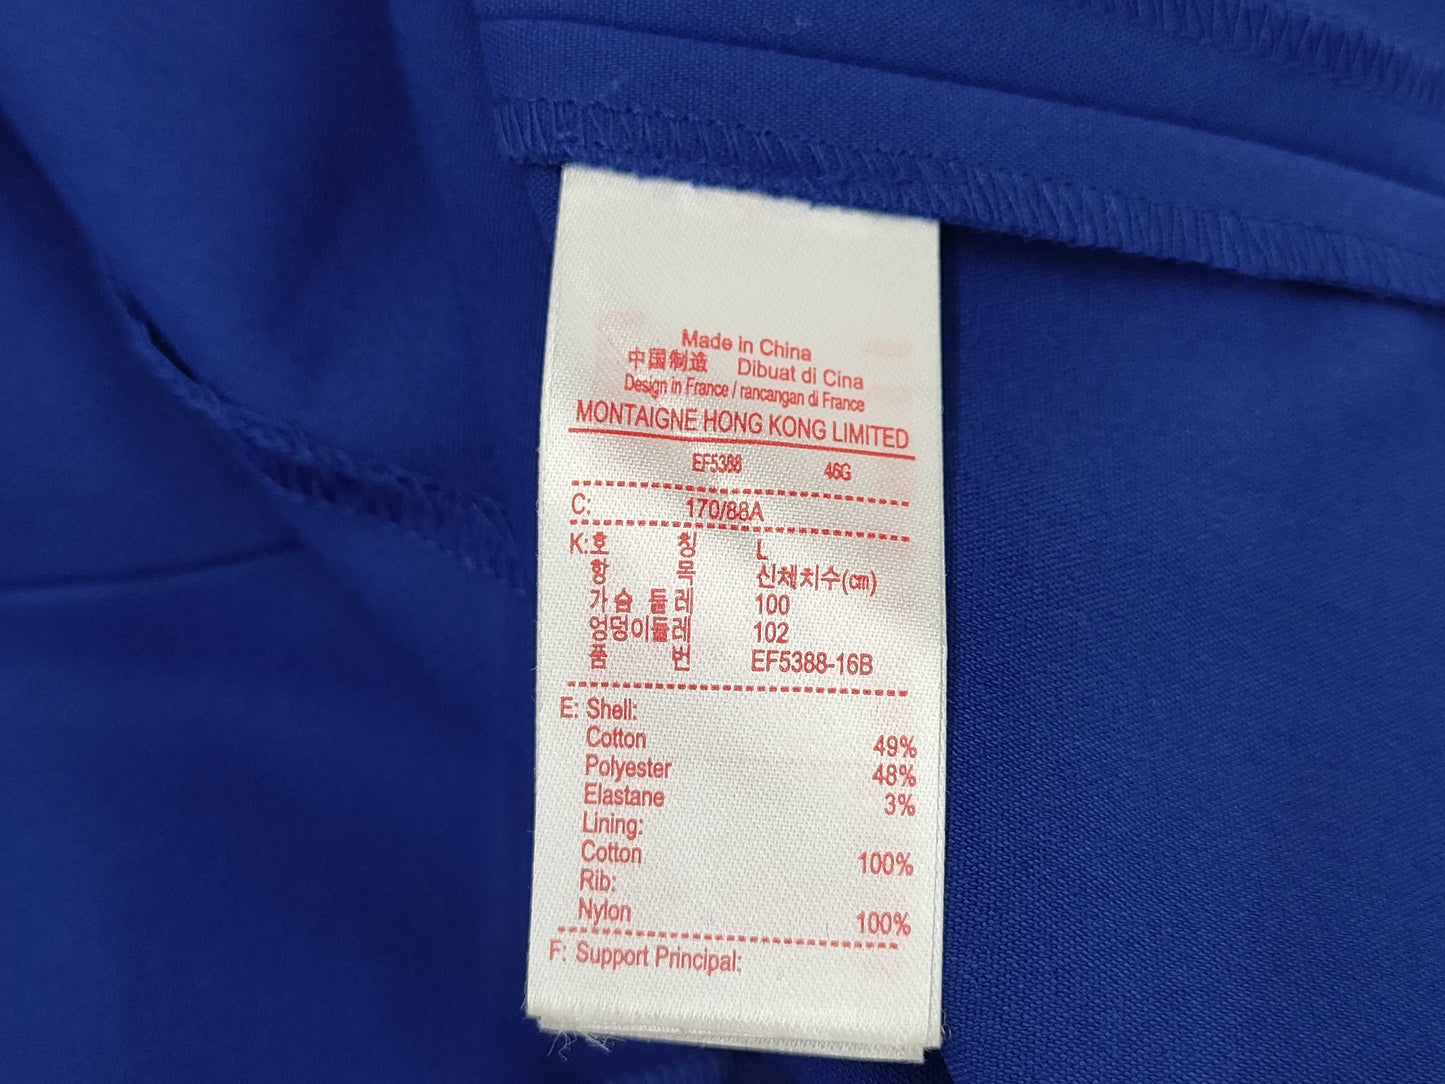 Made in China
中国制造 Dibuat di Cina
Design in France / rancangan di France
MONTAIGNE HONG KONG LIMITED
EF5388 46G
C: 170/88A
K:호 칭 L
항 목 신체치수(cm)
가슴둘레 100
엉덩이둘레 102
품 번 EF5388-16B
E: Shell:
Cotton 49%
Polyester 48%
Elastane 3%
Lining:
Cotton 100%
Rib:
Nylon 100%
F: Support Principal: